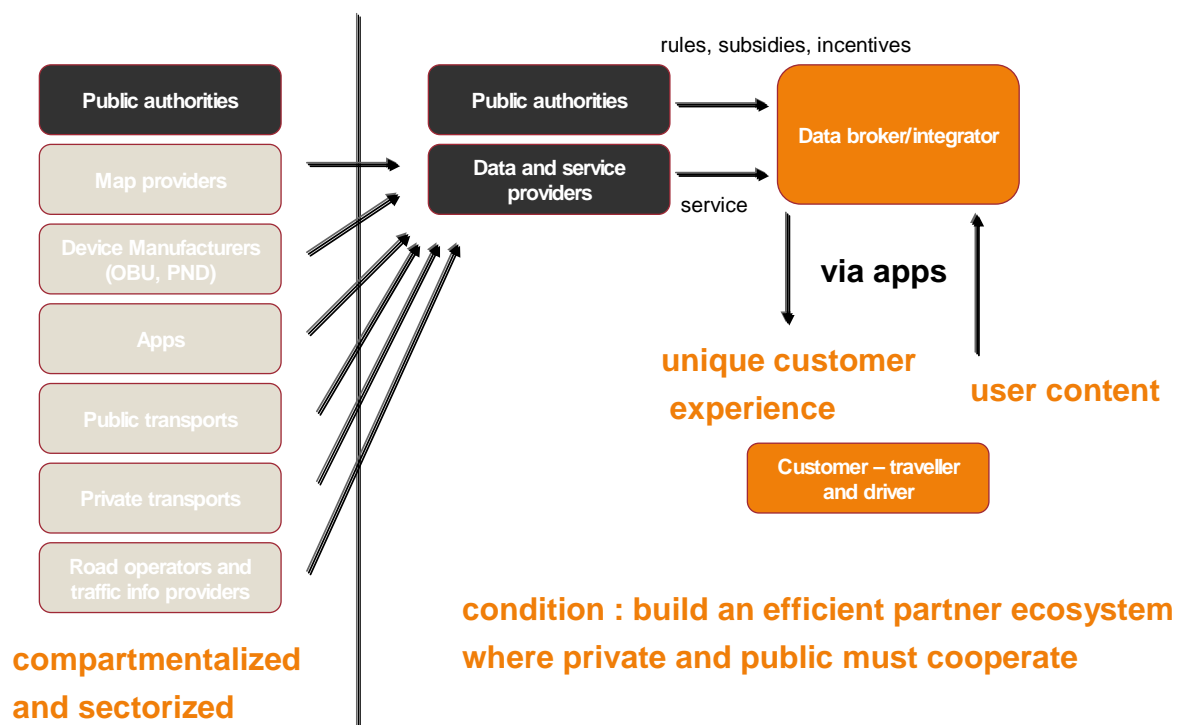 Public authorities
Map providers
Device Manufacturers
(OBU, PND)
Apps
Public transports
Private transports
Road operators and
traffic info providers
compartmentalized
and sectorized
rules, subsidies, incentives
Public authorities
Data and service
providers
service
Data broker/integrator
via apps
unique customer
experience
user content
Customer – traveller
and driver
condition : build an efficient partner ecosystem
where private and public must cooperate